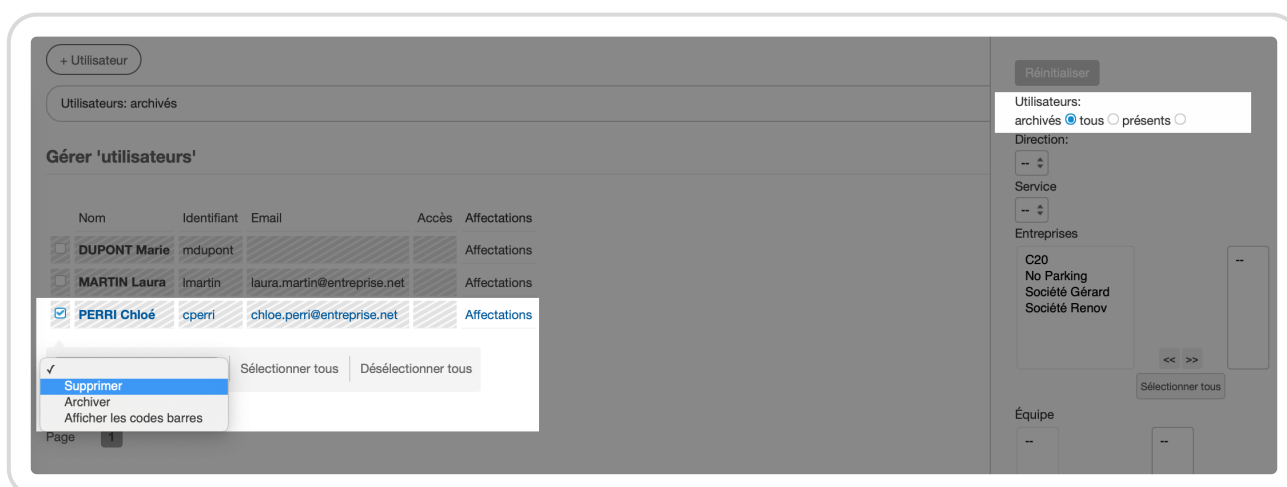 + Utilisateur
Utilisateurs: archivés
Gérer 'utilisateurs'
Nom Identifiant Email Accès Affectations
DUPONT Marie mdupont Affectations
MARTIN Laura lmartin laura.martin@entreprise.net Affectations
PERRI Chloé cperri chloe.perri@entreprise.net Affectations
✓ Sélectionner tous Désélectionner tous
Supprimer
Archiver
Afficher les codes barres
Page 1
Réinitialiser
Utilisateurs:
archivés tous présents
Direction:
--
Service
--
Entreprises
C20 --
No Parking
Société Gérard
Société Renov
<< >>
Sélectionner tous
Équipe
-- --